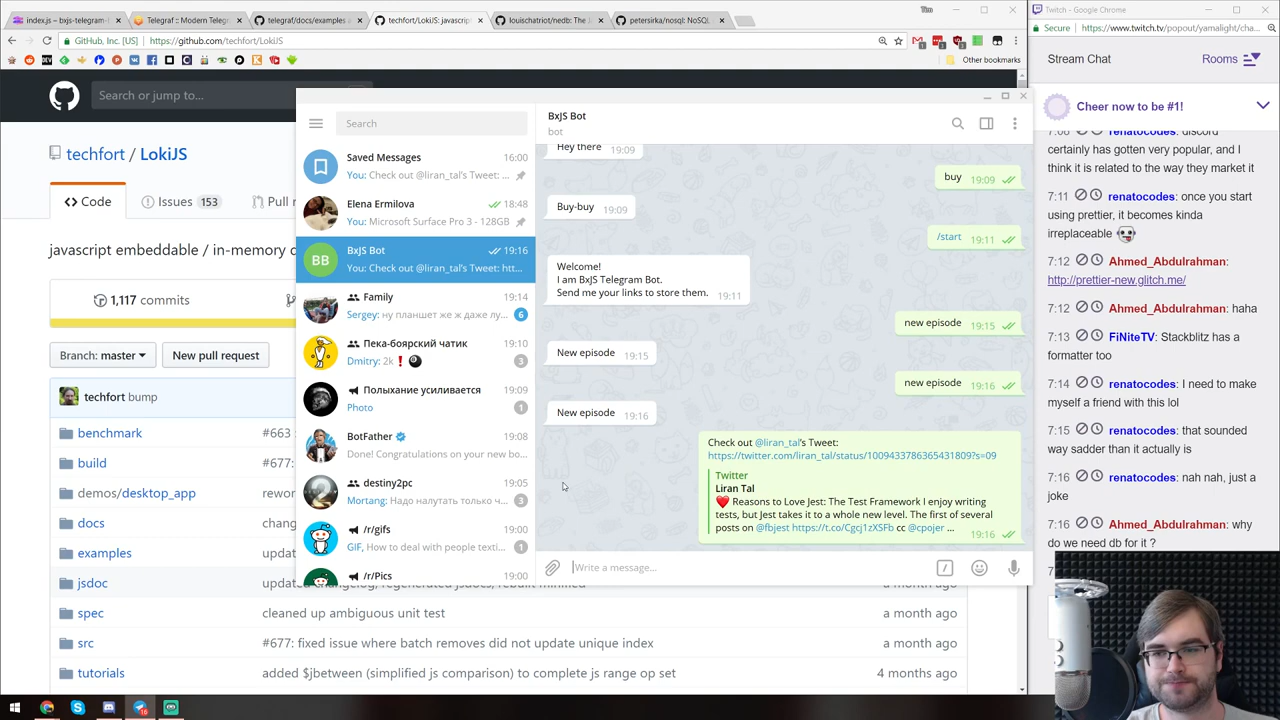 index.js – bxjs-telegram-
Telegraf :: Modern Telegr
telegraf/docs/examples a
techfort/LokiJS: javascrip
louischatriot/nedb: The J
petersirka/nosql: NoSQL
Tim
GitHub, Inc. [US]
https://github.com/techfort/LokiJS
Other bookmarks
Search or jump to...
techfort / LokiJS
Code
Issues 153
Pull r
javascript embeddable / in-memory
1,117 commits
Branch: master
New pull request
techfort bump
benchmark
#663
build
demos/desktop_app
rewor
docs
chang
examples
updat
jsdoc
updated changelog, regenerated jsdocs, rebuilt minified
a month ago
spec
cleaned up ambiguous unit test
a month ago
src
#677: fixed issue where batch removes did not update unique index
a month ago
tutorials
added $jbetween (simplified js comparison) to complete js range op set
4 months ago
Search
Saved Messages
16:00
You: Check out @liran_tal's Tweet: ...
Elena Ermilova
18:48
You: Microsoft Surface Pro 3 - 128GB
BB
BxJS Bot
19:16
You: Check out @liran_tal's Tweet: htt...
Family
19:14
Sergey: ну планшет же ж даже лу...
6
Пека-боярский чатик
19:10
Dmitry: 2k❗🎱
3
Полыхание усиливается
19:09
Photo
1
BotFather
19:08
Done! Congratulations on your new bo...
destiny2pc
19:05
Mortang: Надо налутать только ч...
3
/r/gifs
19:00
GIF, How to deal with people texti...
1
/r/Pics
19:00
BxJS Bot
bot
Hey there 19:09
buy 19:09
Buy-buy 19:09
/start 19:11
Welcome!
I am BxJS Telegram Bot.
Send me your links to store them. 19:11
new episode 19:15
New episode 19:15
new episode 19:16
New episode 19:16
Check out @liran_tal's Tweet:
https://twitter.com/liran_tal/status/1009433786365431809?s=09
Twitter
Liran Tal
❤️ Reasons to Love Jest: The Test Framework I enjoy writing
tests, but Jest takes it to a whole new level. The first of several
posts on @fbjest https://t.co/Cgcj1zXSFb cc @cpojer ...
19:16
Write a message...
Twitch - Google Chrome
Secure
https://www.twitch.tv/popout/yamalight/cha...
Stream Chat
Rooms
Cheer now to be #1!
7:08 renatocodes: discord
certainly has gotten very popular, and I
think it is related to the way they market
it
7:11 renatocodes: once you start
using prettier, it becomes kinda
irreplaceable
7:12 Ahmed_Abdulrahman:
http://prettier-new.glitch.me/
7:12 Ahmed_Abdulrahman: haha
7:13 FiNiteTV: Stackblitz has a
formatter too
7:14 renatocodes: I need to make
myself a friend with this lol
7:15 renatocodes: that sounded
way sadder than it actually is
7:16 renatocodes: nah nah, just a
joke
7:16 Ahmed_Abdulrahman: why
do we need db for it ?